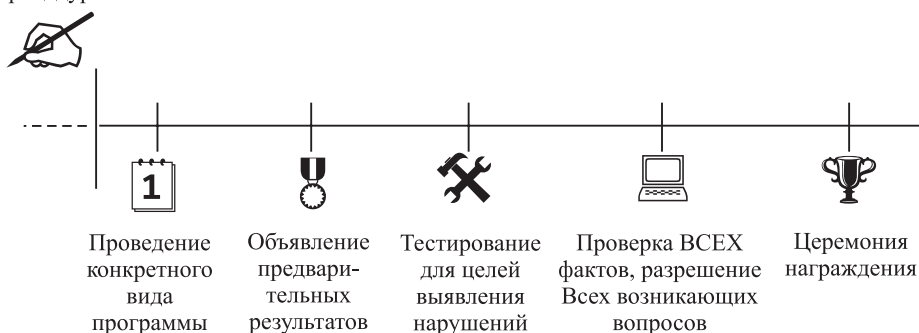 1
Проведение
конкретного
вида
программы
Объявление
предвари-
тельных
результатов
Тестирование
для целей
выявления
нарушений
Проверка ВСЕХ
фактов, разрешение
Всех возникающих
вопросов
Церемония
награждения